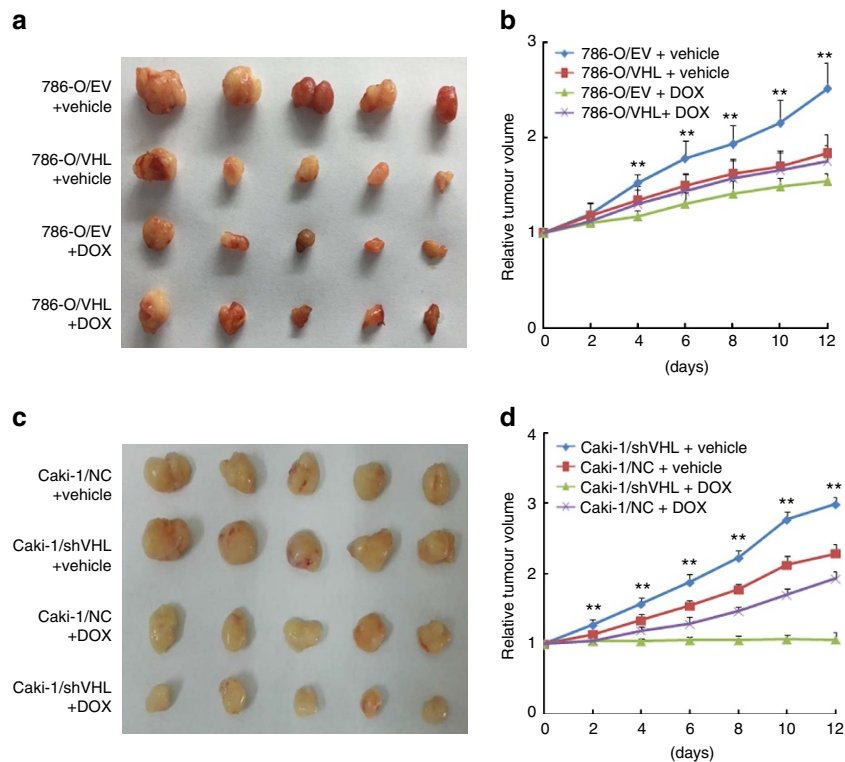 a
786-O/EV
+vehicle
786-O/VHL
+vehicle
786-O/EV
+DOX
786-O/VHL
+DOX
b
3
2
1
0
Relative tumour volume
786-O/EV + vehicle
786-O/VHL + vehicle
786-O/EV + DOX
786-O/VHL+ DOX
** ** ** ** ** **
0 2 4 6 8 10 12
(days)
c
Caki-1/NC
+vehicle
Caki-1/shVHL
+vehicle
Caki-1/NC
+DOX
Caki-1/shVHL
+DOX
d
4
3
2
1
0
Relative tumour volume
Caki-1/shVHL + vehicle
Caki-1/NC + vehicle
Caki-1/shVHL + DOX
Caki-1/NC + DOX
** ** ** ** ** **
0 2 4 6 8 10 12
(days)